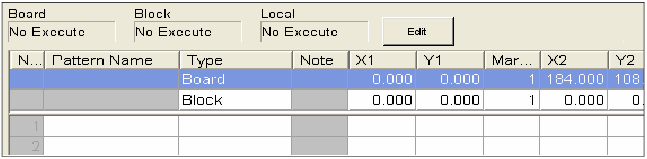 Board Block Local
No Execute No Execute No Execute Edit
N... Pattern Name Type Note X1 Y1 Mar... X2 Y2
Board 0.000 0.000 1 184.000 108
Block 0.000 0.000 1 0.000 0.
1
2